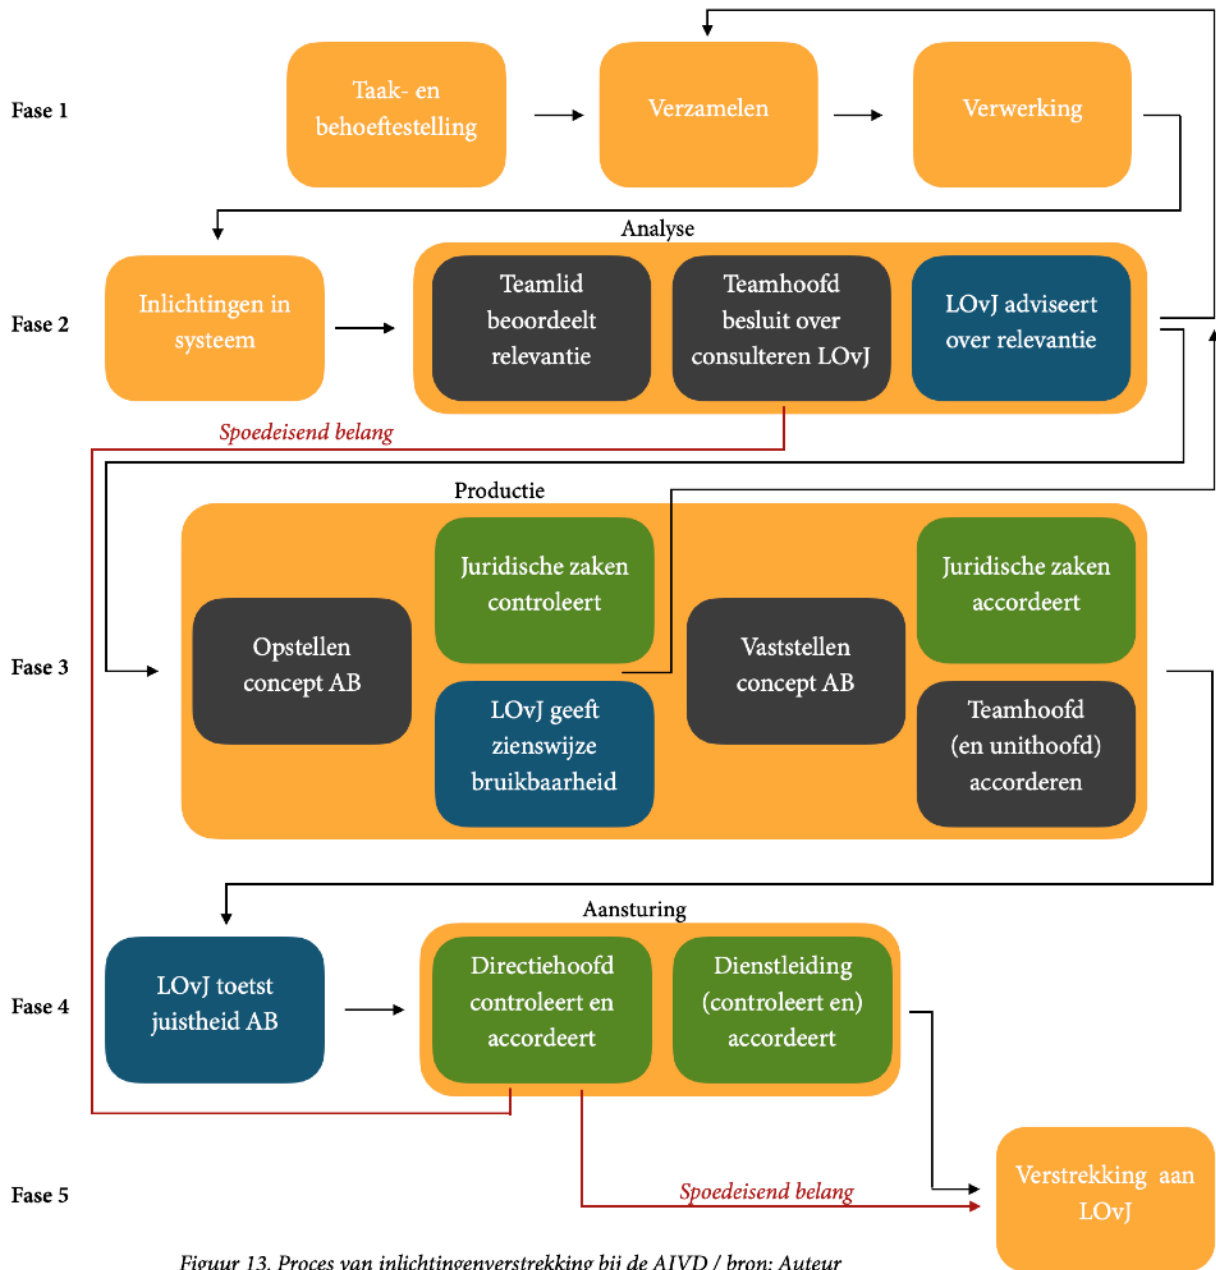 Fase 1
Taak- en
behoeftestelling
Verzamelen
Verwerking
Analyse
Fase 2
Inlichtingen in
systeem
Teamlid
beoordeelt
relevantie
Teamhoofd
besluit over
consulteren LOvJ
LOvJ adviseert
over relevantie
Spoedeisend belang
Productie
Fase 3
Opstellen
concept AB
Juridische zaken
controleert
LOvJ geeft
zienswijze
bruikbaarheid
Vaststellen
concept AB
Juridische zaken
accordeert
Teamhoofd
(en unithoofd)
accorderen
Aansturing
Fase 4
LOvJ toetst
juistheid AB
Directiehoofd
controleert en
accordeert
Dienstleiding
(controleert en)
accordeert
Fase 5
Spoedeisend belang
Verstrekking aan
LOvJ
Figuur 13. Proces van inlichtingenverstrekking bij de AIVD / bron: Auteur